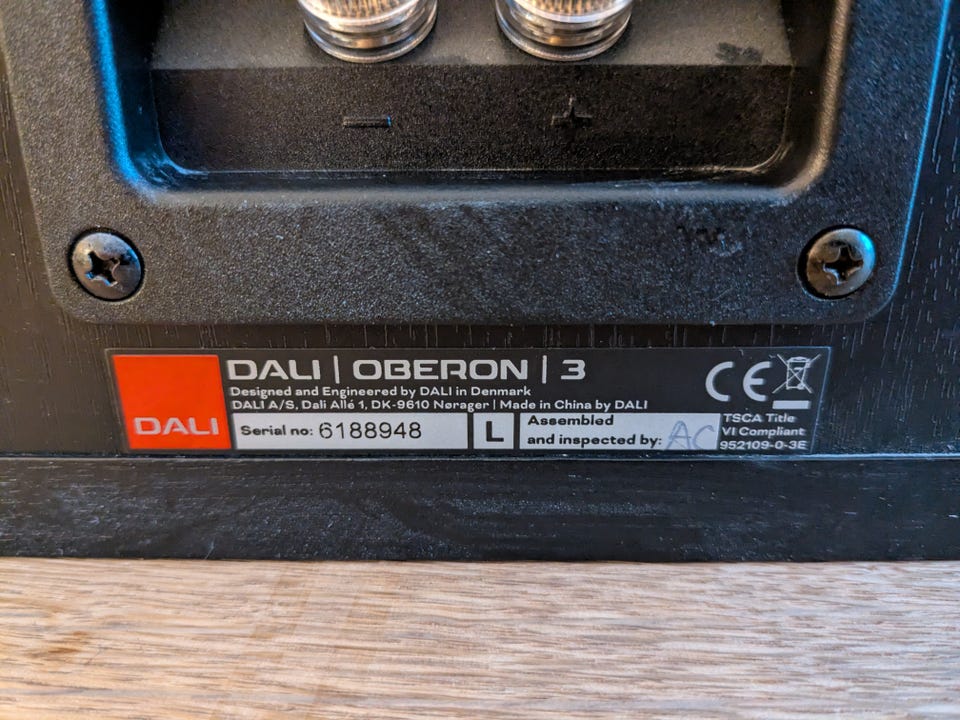 - +
DALI | OBERON | 3
Designed and Engineered by DALI in Denmark
DALI A/S, Dali Allé 1, DK-9610 Nørager | Made in China by DALI
DALI
Serial no: 6188948
L
Assembled
and inspected by: AC
CE
TSCA Title
VI Compliant
952109-0-3E